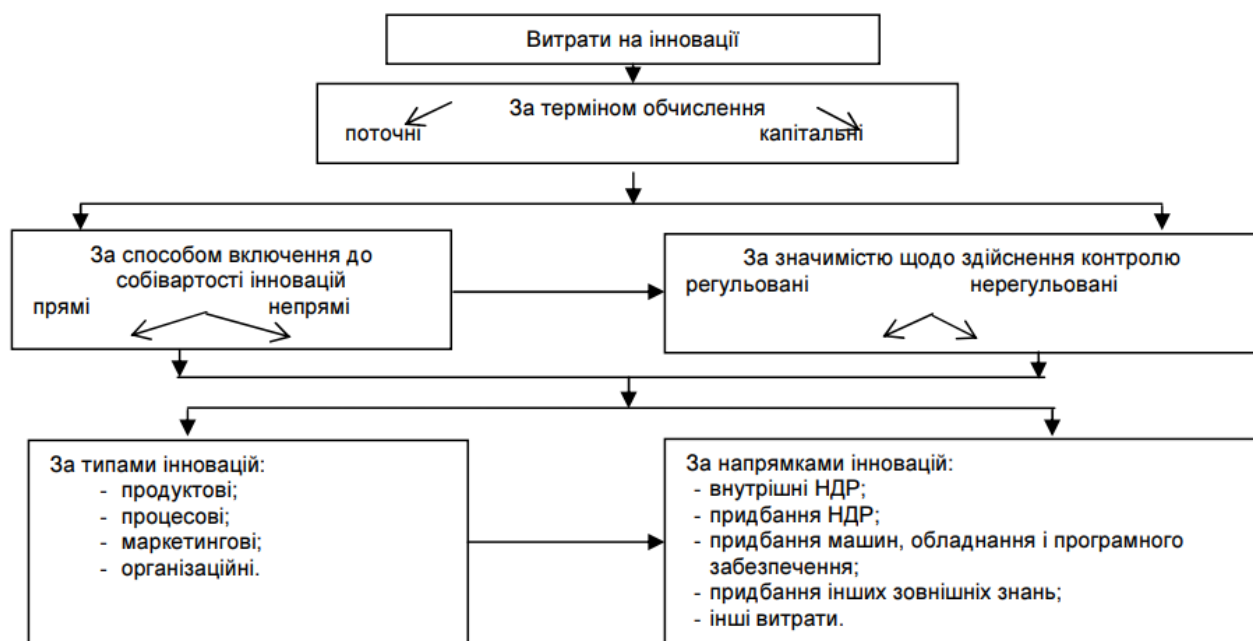 Витрати на інновації
За терміном обчислення
поточні капітальні
За способом включення до
собівартості інновацій
прямі непрямі
За значимістю щодо здійснення контролю
регульовані нерегульовані
За типами інновацій:
- продуктові;
- процесові;
- маркетингові;
- організаційні.
За напрямками інновацій:
- внутрішні НДР;
- придбання НДР;
- придбання машин, обладнання і програмного
забезпечення;
- придбання інших зовнішніх знань;
- інші витрати.